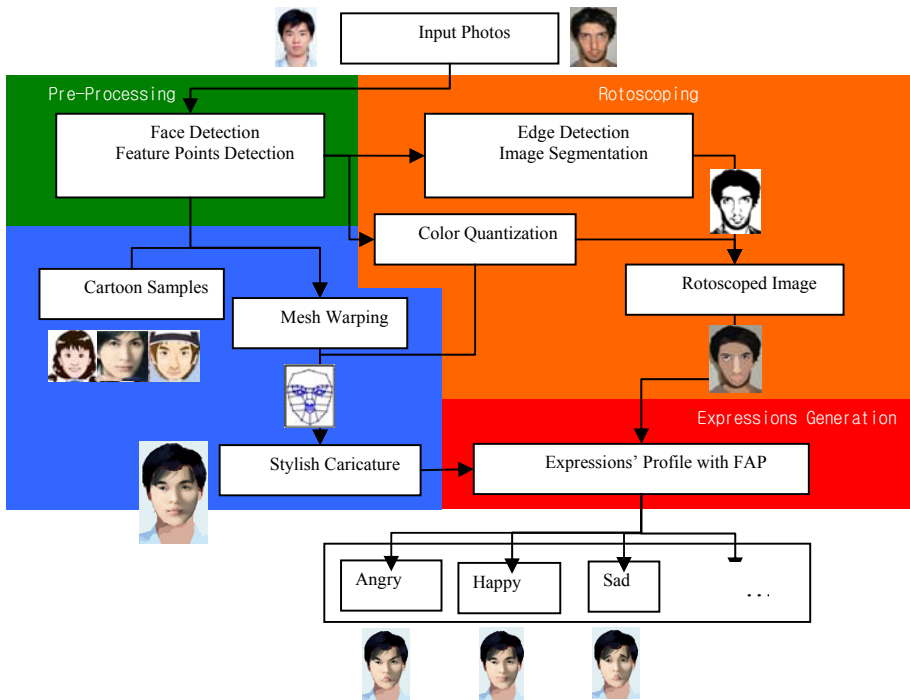 Input Photos
Pre-Processing
Rotoscoping
Face Detection
Feature Points Detection
Edge Detection
Image Segmentation
Color Quantization
Cartoon Samples
Rotoscoped Image
Mesh Warping
Expressions Generation
Stylish Caricature
Expressions’ Profile with FAP
Angry
Happy
Sad
...